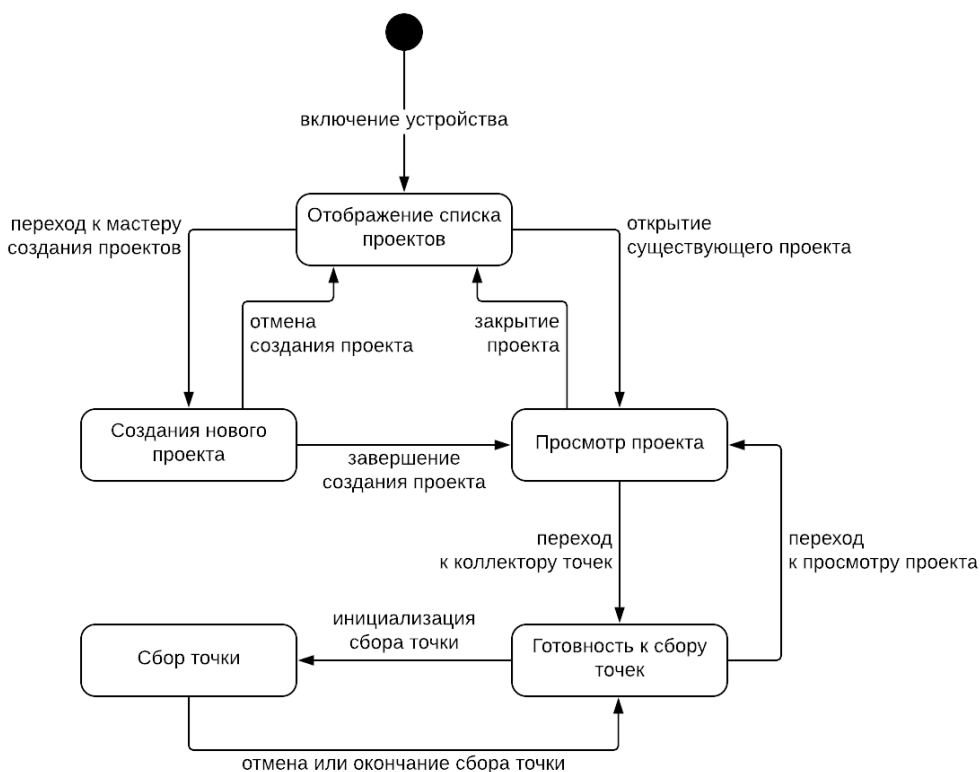 включение устройства
Отображение списка
проектов
переход к мастеру
создания проектов
открытие
существующего проекта
отмена
создания проекта
закрытие
проекта
Создания нового
проекта
Просмотр проекта
завершение
создания проекта
переход
к коллектору точек
переход
к просмотру проекта
инициализация
сбора точки
Сбор точки
Готовность к сбору
точек
отмена или окончание сбора точки